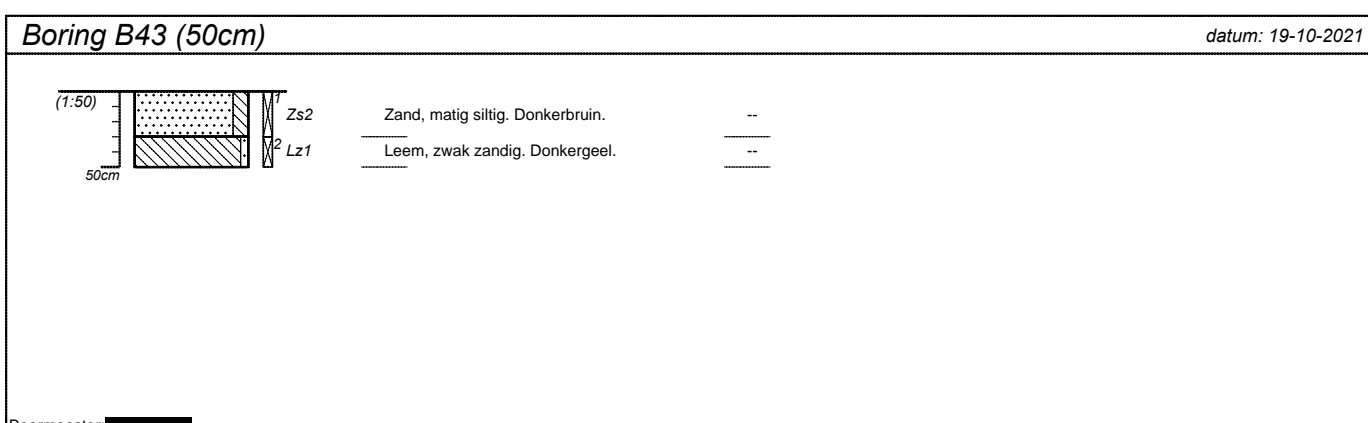 Boring B43 (50cm) datum: 19-10-2021
(1:50)
1 Zs2 Zand, matig siltig. Donkerbruin. --
2 Lz1 Leem, zwak zandig. Donkergeel. --
50cm